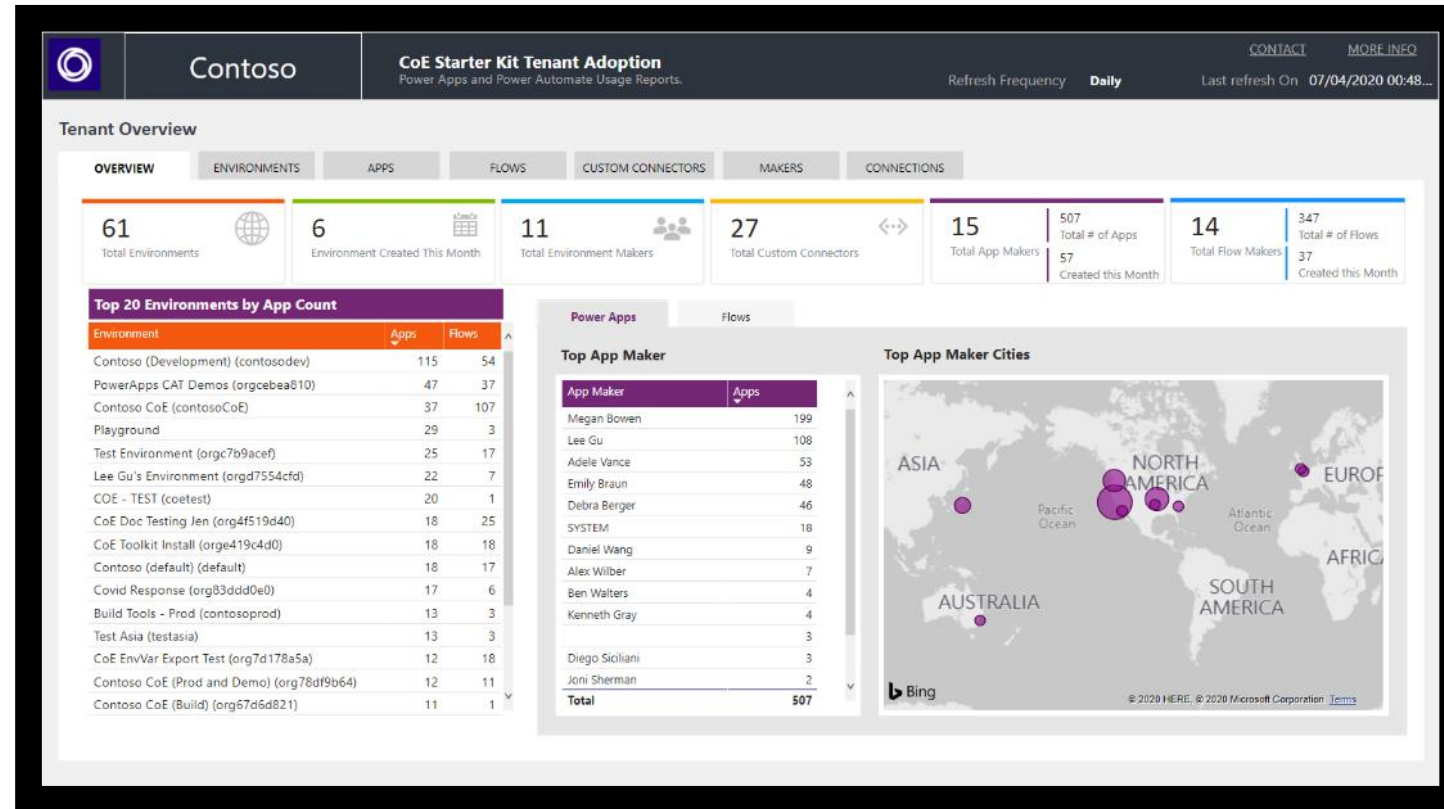 Contoso
CoE Starter Kit Tenant Adoption
Power Apps and Power Automate Usage Reports.
CONTACT MORE INFO
Refresh Frequency Daily Last refresh On 07/04/2020 00:48...
Tenant Overview
OVERVIEW ENVIRONMENTS APPS FLOWS CUSTOM CONNECTORS MAKERS CONNECTIONS
61
Total Environments
6
Environment Created This Month
11
Total Environment Makers
27
Total Custom Connectors
15
Total App Makers
507
Total # of Apps
57
Created this Month
14
Total Flow Makers
347
Total # of Flows
37
Created this Month
Top 20 Environments by App Count
Environment Apps Flows
Contoso (Development) (contosodev) 115 54
PowerApps CAT Demos (orgcebea810) 47 37
Contoso CoE (contosoCoE) 37 107
Playground 29 3
Test Environment (orgc7b9acef) 25 17
Lee Gu's Environment (orgd7554cfd) 22 7
COE - TEST (coetest) 20 1
CoE Doc Testing Jen (org4f519d40) 18 25
CoE Toolkit Install (orge419c4d0) 18 18
Contoso (default) (default) 18 17
Covid Response (org83ddd0e0) 17 6
Build Tools - Prod (contosoprod) 13 3
Test Asia (testasia) 13 3
CoE EnvVar Export Test (org7d178a5a) 12 18
Contoso CoE (Prod and Demo) (org78df9b64) 12 11
Contoso CoE (Build) (org67d6d821) 11 1
Power Apps Flows
Top App Maker
App Maker Apps
Megan Bowen 199
Lee Gu 108
Adele Vance 53
Emily Braun 48
Debra Berger 46
SYSTEM 18
Daniel Wang 9
Alex Wilber 7
Ben Walters 4
Kenneth Gray 4
3
Diego Siciliani 3
Joni Sherman 2
Total 507
Top App Maker Cities
ASIA
NORTH
AMERICA
EUROP
Pacific
Ocean
Atlantic
Ocean
AFRICA
SOUTH
AMERICA
AUSTRALIA
Bing
© 2020 HERE, © 2020 Microsoft Corporation Terms